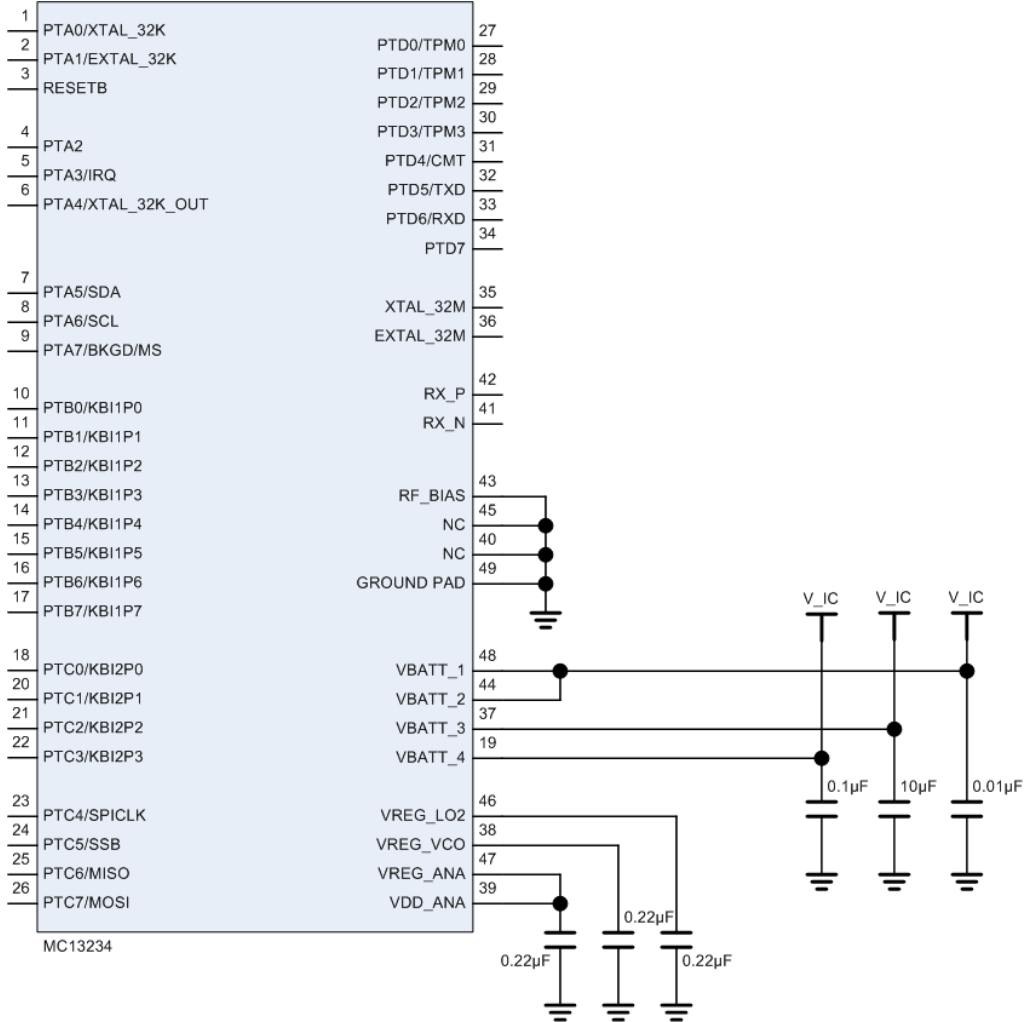 1
PTA0/XTAL_32K
2
PTA1/EXTAL_32K
3
RESETB
4
PTA2
5
PTA3/IRQ
6
PTA4/XTAL_32K_OUT
7
PTA5/SDA
8
PTA6/SCL
9
PTA7/BKGD/MS
10
PTB0/KBI1P0
11
PTB1/KBI1P1
12
PTB2/KBI1P2
13
PTB3/KBI1P3
14
PTB4/KBI1P4
15
PTB5/KBI1P5
16
PTB6/KBI1P6
17
PTB7/KBI1P7
18
PTC0/KBI2P0
20
PTC1/KBI2P1
21
PTC2/KBI2P2
22
PTC3/KBI2P3
23
PTC4/SPICLK
24
PTC5/SSB
25
PTC6/MISO
26
PTC7/MOSI
27
PTD0/TPM0
28
PTD1/TPM1
29
PTD2/TPM2
30
PTD3/TPM3
31
PTD4/CMT
32
PTD5/TXD
33
PTD6/RXD
34
PTD7
35
XTAL_32M
36
EXTAL_32M
42
RX_P
41
RX_N
43
RF_BIAS
45
NC
40
NC
49
GROUND PAD
48
VBATT_1
44
VBATT_2
37
VBATT_3
19
VBATT_4
46
VREG_LO2
38
VREG_VCO
47
VREG_ANA
39
VDD_ANA
MC13234
V_IC
V_IC
V_IC
0.1µF
10µF
0.01µF
0.22µF
0.22µF
0.22µF